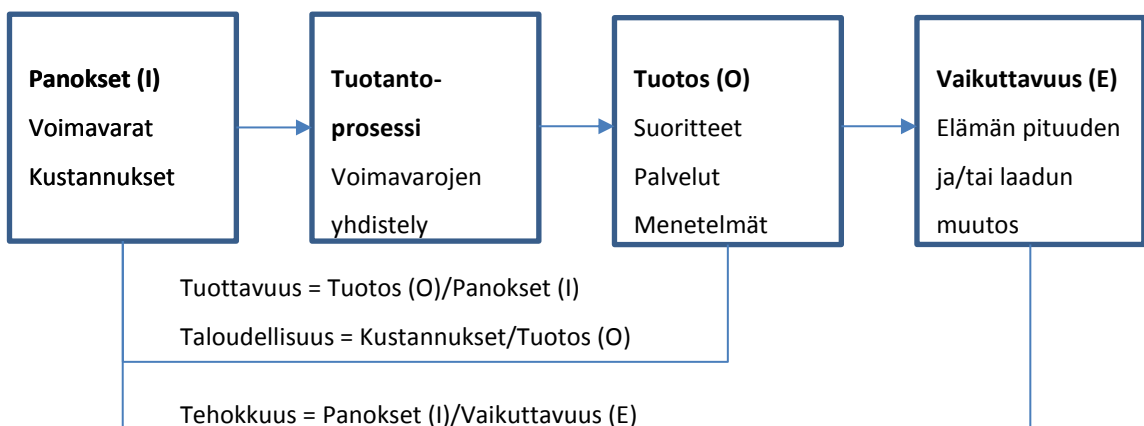 Panokset (I)
Voimavarat
Kustannukset
Tuotanto-
prosessi
Voimavarojen
yhdistely
Tuotos (O)
Suoritteet
Palvelut
Menetelmät
Vaikuttavuus (E)
Elämän pituuden
ja/tai laadun
muutos
Tuottavuus = Tuotos (O)/Panokset (I)
Taloudellisuus = Kustannukset/Tuotos (O)
Tehokkuus = Panokset (I)/Vaikuttavuus (E)